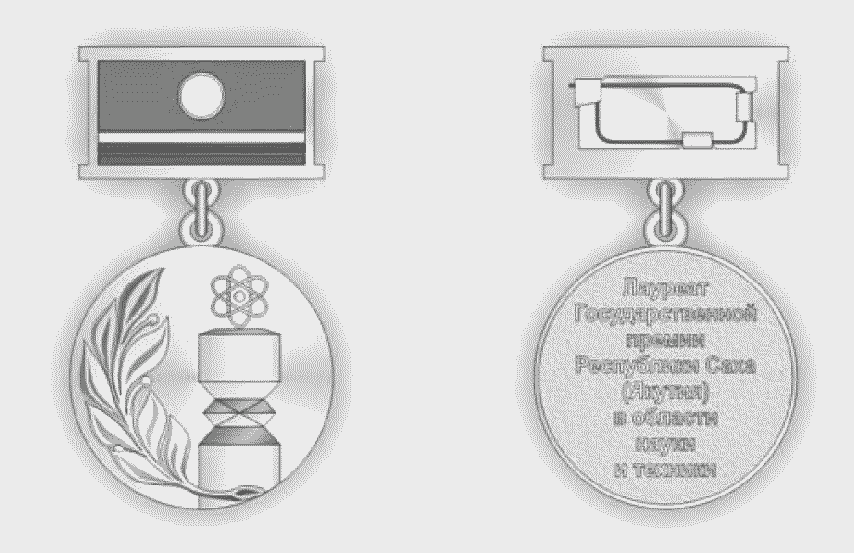 Лауреат
Государственной
премии
Республики Саха
(Якутия)
в области
науки
и техники